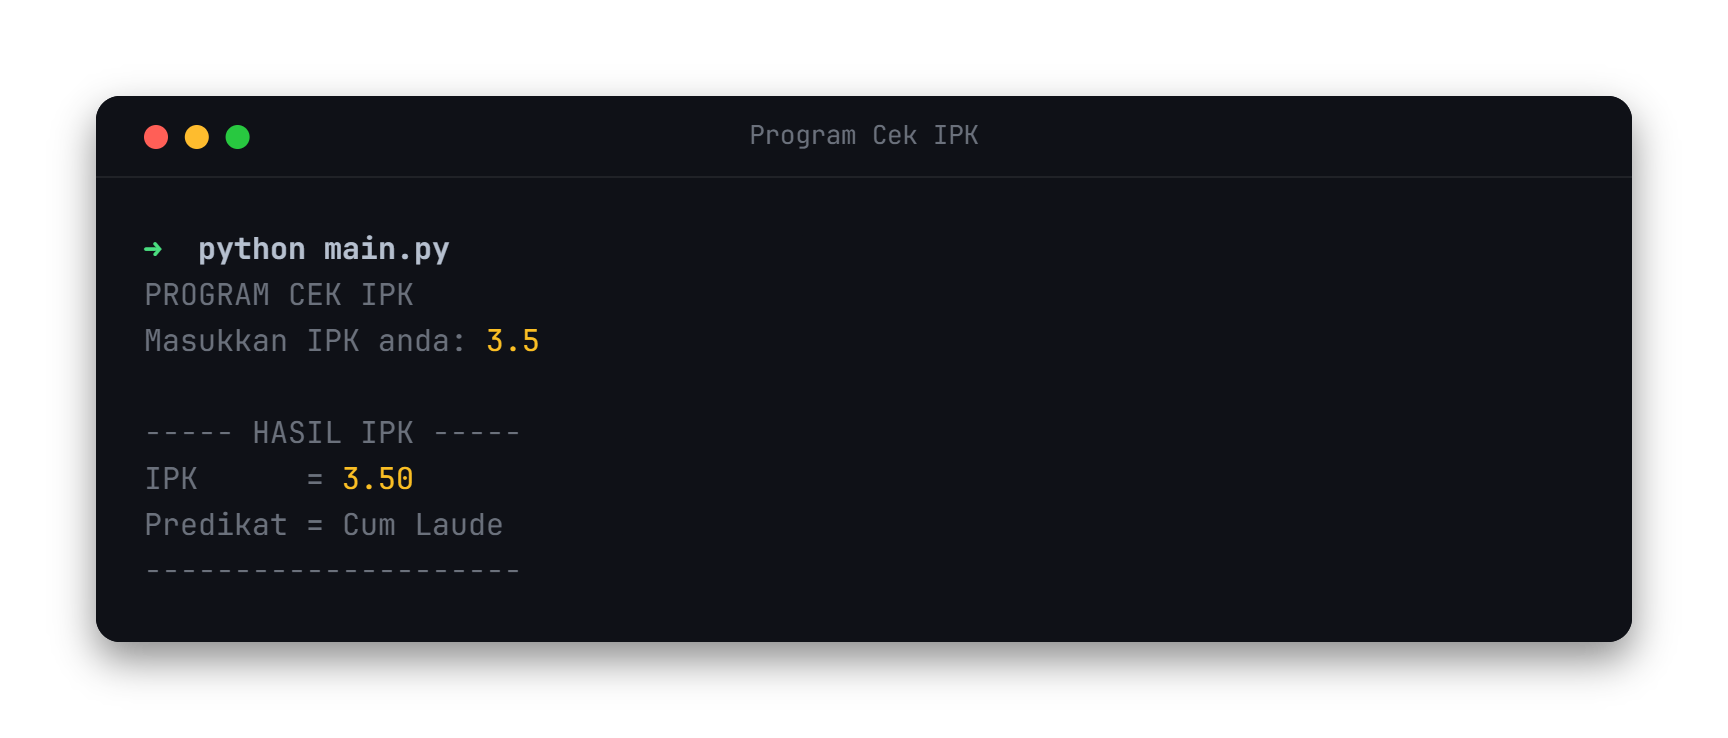 Program Cek IPK
➜  python main.py
PROGRAM CEK IPK
Masukkan IPK anda: 3.5
----- HASIL IPK -----
IPK      = 3.50
Predikat = Cum Laude
---------------------